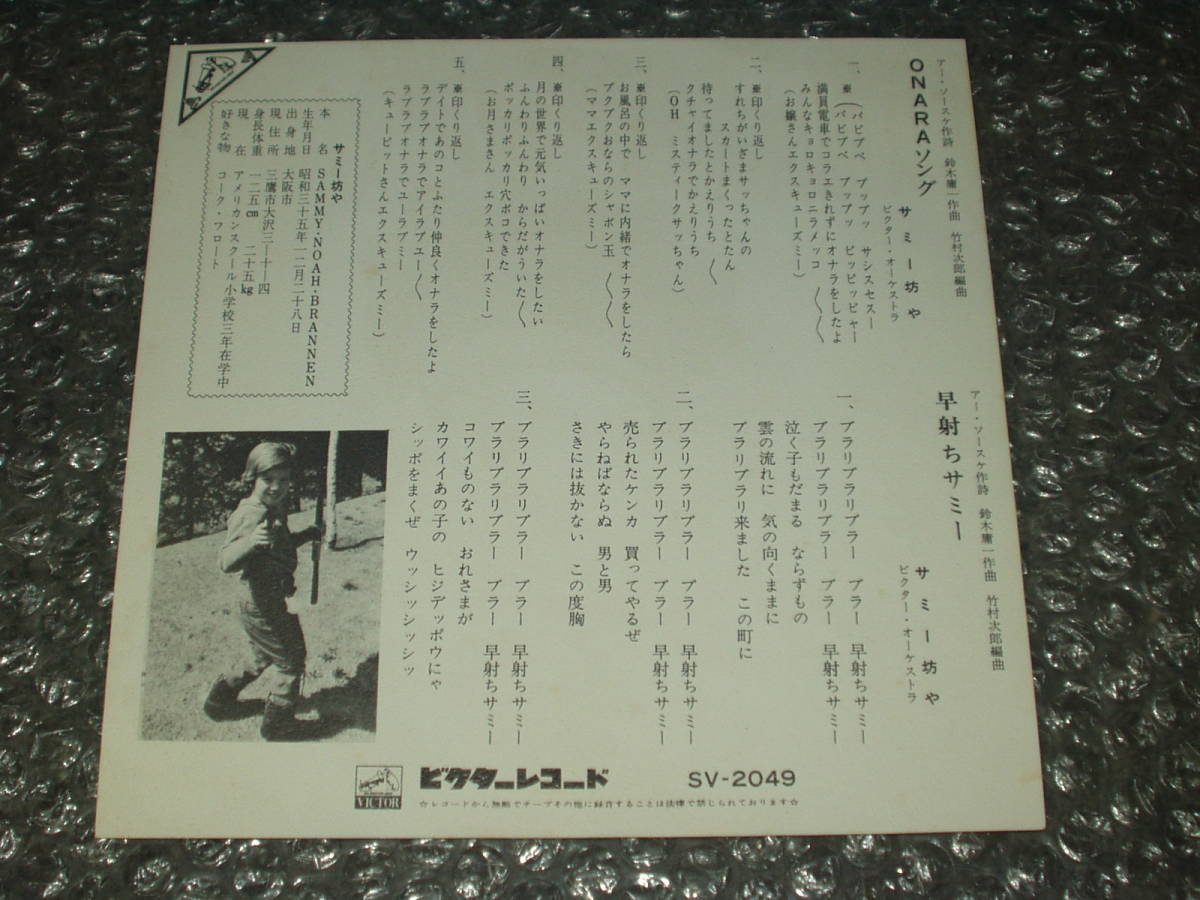 ONARAソング
アー・ソースケ作詩 鈴木庸一作曲 竹村次郎編曲
サミー坊や
ビクター・オーケストラ
一、※(パピプペ プップッ サシスセスー
(パピプペ プップッ ピッピッピャー
満員電車でコラエきれずにオナラをしたよ
みんなキョロキョロニラメッコ 〱〱
(お嬢さんエクスキューズミー)
二、※印くり返し
すれちがいざまサッちゃんの
スカートまくったとたん
待ってましたとかえりうち 〱
クチャイオナラでかえりうち
(OH ミスティークサッちゃん)
三、※印くり返し
お風呂の中で ママに内緒でオナラをしたら
ブクブクおならのシャボン玉 〱〱
(ママエクスキューズミー)
四、※印くり返し
月の世界で元気いっぱいオナラをしたい
ふんわりふんわり からだがういた〱
ポッカリポッカリ穴ボコできた
(お月さまさん エクスキューズミー)
五、※印くり返し
デイトであのコとふたり仲良くオナラをしたよ
ラブラブオナラでアイラブユー〱
ラブラブオナラでユーラブミー
(キューピットさんエクスキューズミー)
サミー坊や
本名 SAMMY・NOAH・BRANNEN
生年月日 昭和三十五年一二月二十八日
出身地 大阪市
現住所 三鷹市大沢三ー十ー四
身長体重 一二五cm 二十五kg
現在 アメリカンスクール小学校三年在学中
好きな物 コーク・フロート
早射ちサミー
アー・ソースケ作詩 鈴木庸一作曲 竹村次郎編曲
サミー坊や
ビクター・オーケストラ
一、ブラリブラリブラー ブラー 早射ちサミー
ブラリブラリブラー ブラー 早射ちサミー
泣く子もだまる ならずもの
雲の流れに 気の向くままに
ブラリブラリ来ました この町に
二、ブラリブラリブラー ブラー 早射ちサミー
ブラリブラリブラー ブラー 早射ちサミー
売られたケンカ 買ってやるぜ
やらねばならぬ 男と男
さきには抜かない この度胸
三、ブラリブラリブラー ブラー 早射ちサミー
ブラリブラリブラー ブラー 早射ちサミー
コワイものない おれさまが
カワイイあの子の ヒジデッポウにゃ
シッポをまくぜ ウッシッシッシッ
VICTOR
ビクターレコード SV-2049
☆レコードから無断でテープその他に録音することは法律で禁じられております☆